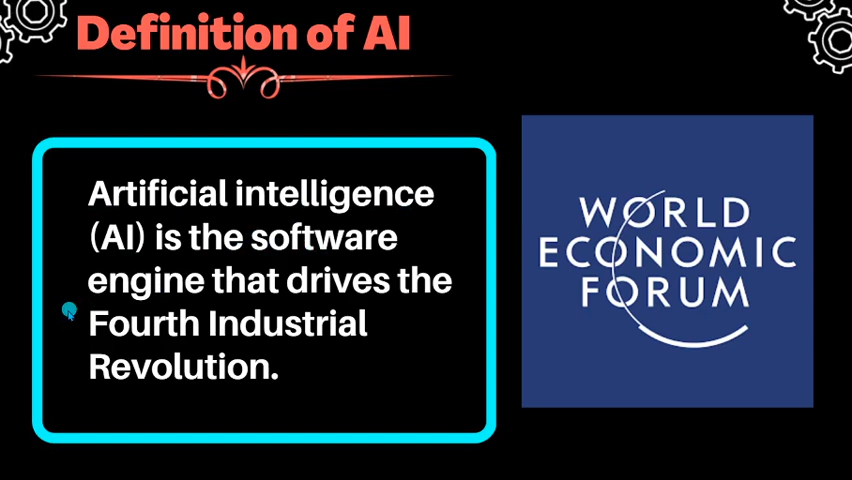 Definition of AI
Artificial intelligence
(AI) is the software
engine that drives the
Fourth Industrial
Revolution.
WORLD
ECONOMIC
FORUM